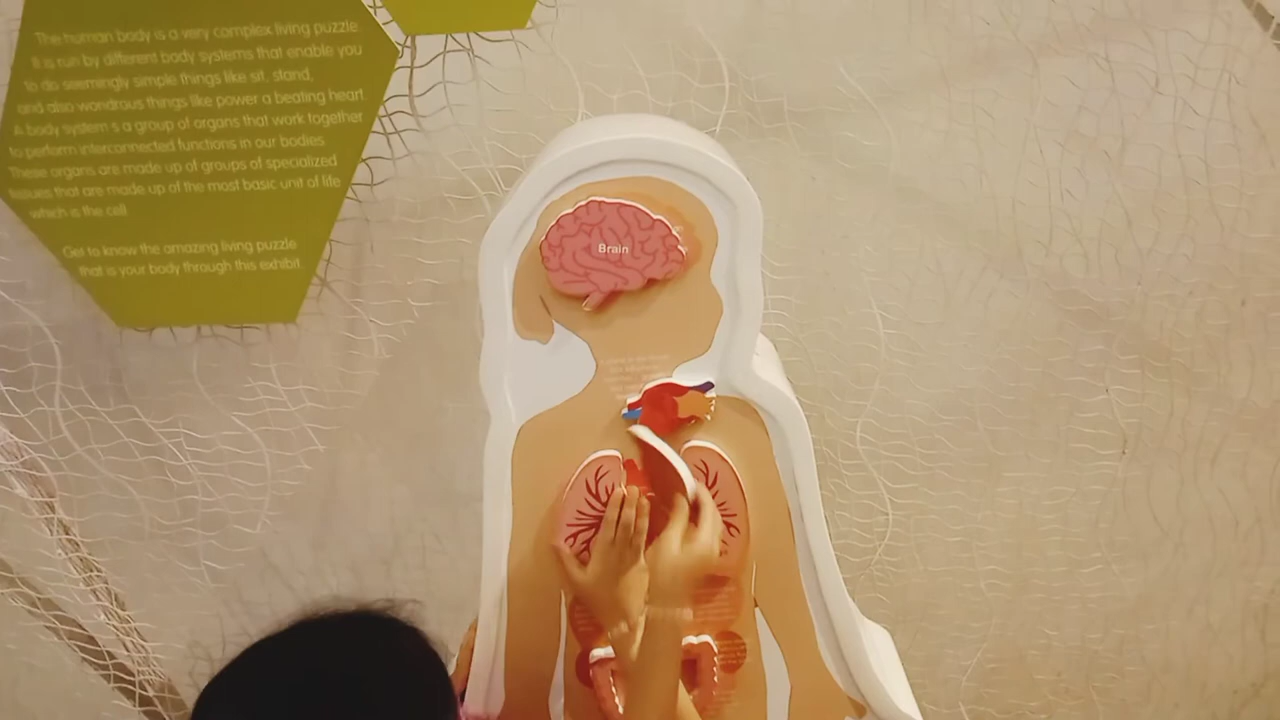 The human body is a very complex living puzzle.
It is run by different body systems that enable you
to do seemingly simple things like sit, stand,
and also wondrous things like power a beating heart.
A body system s a group of organs that work together
to perform interconnected functions in our bodies.
These organs are made up of groups of specialized
tissues that are made up of the most basic unit of life
which is the cell.
Get to know the amazing living puzzle
that is your body through this exhibit.
Brain